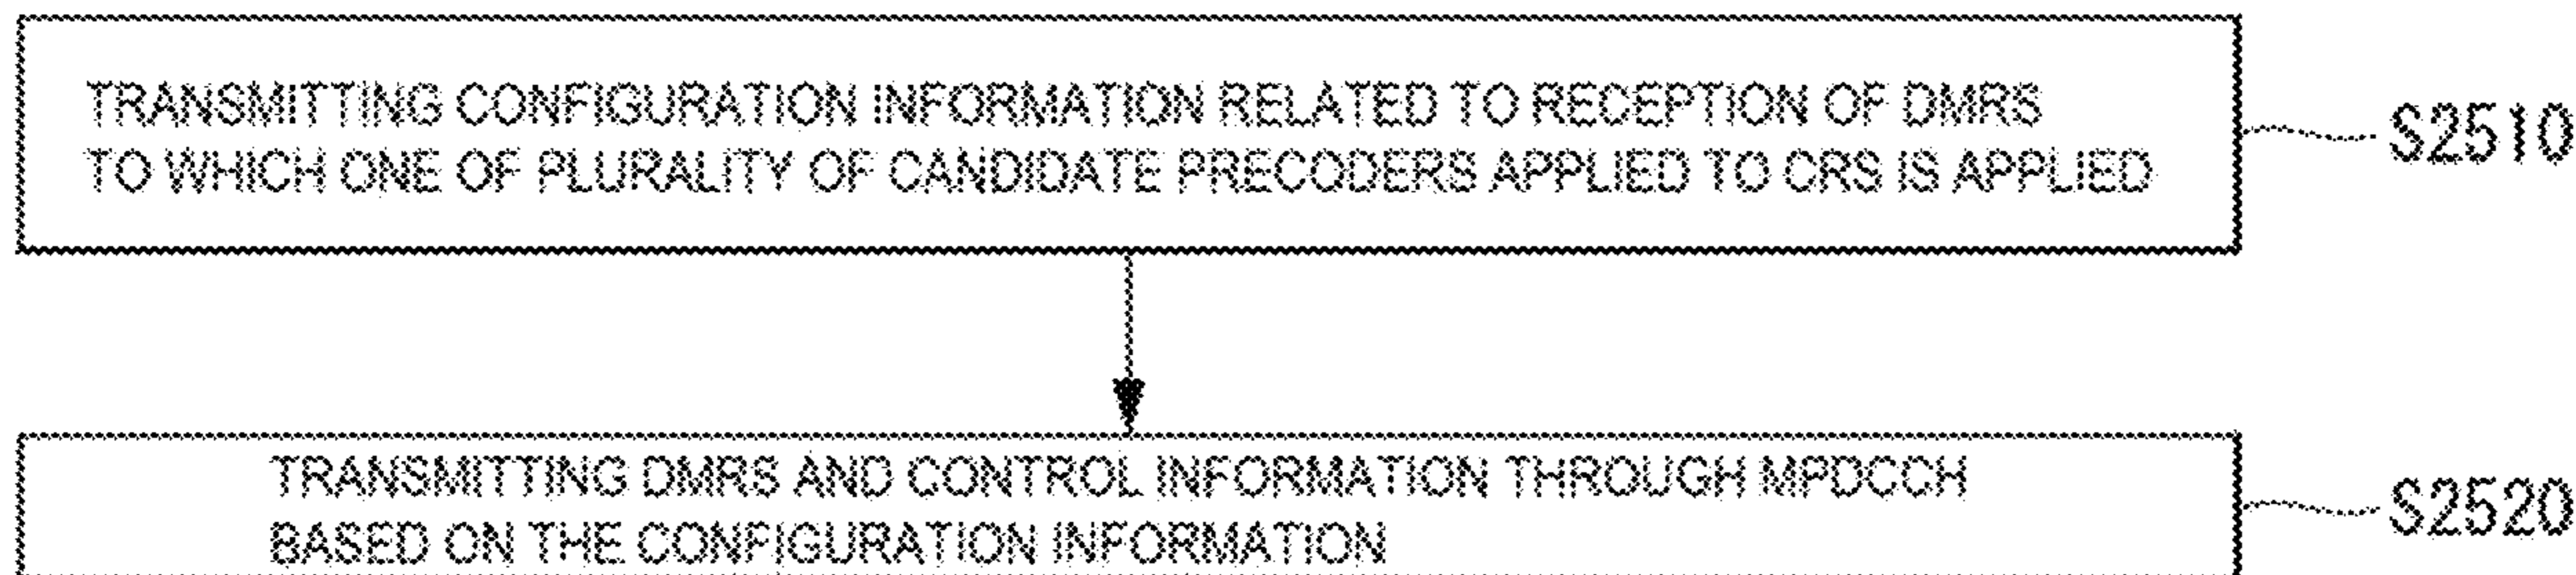 TRANSMITTING CONFIGURATION INFORMATION RELATED TO RECEPTION OF DMRS
TO WHICH ONE OF PLURALITY OF CANDIDATE PRECODERS APPLIED TO CRS IS APPLIED
S2510
TRANSMITTING DMRS AND CONTROL INFORMATION THROUGH MPDCCH
BASED ON THE CONFIGURATION INFORMATION
S2520